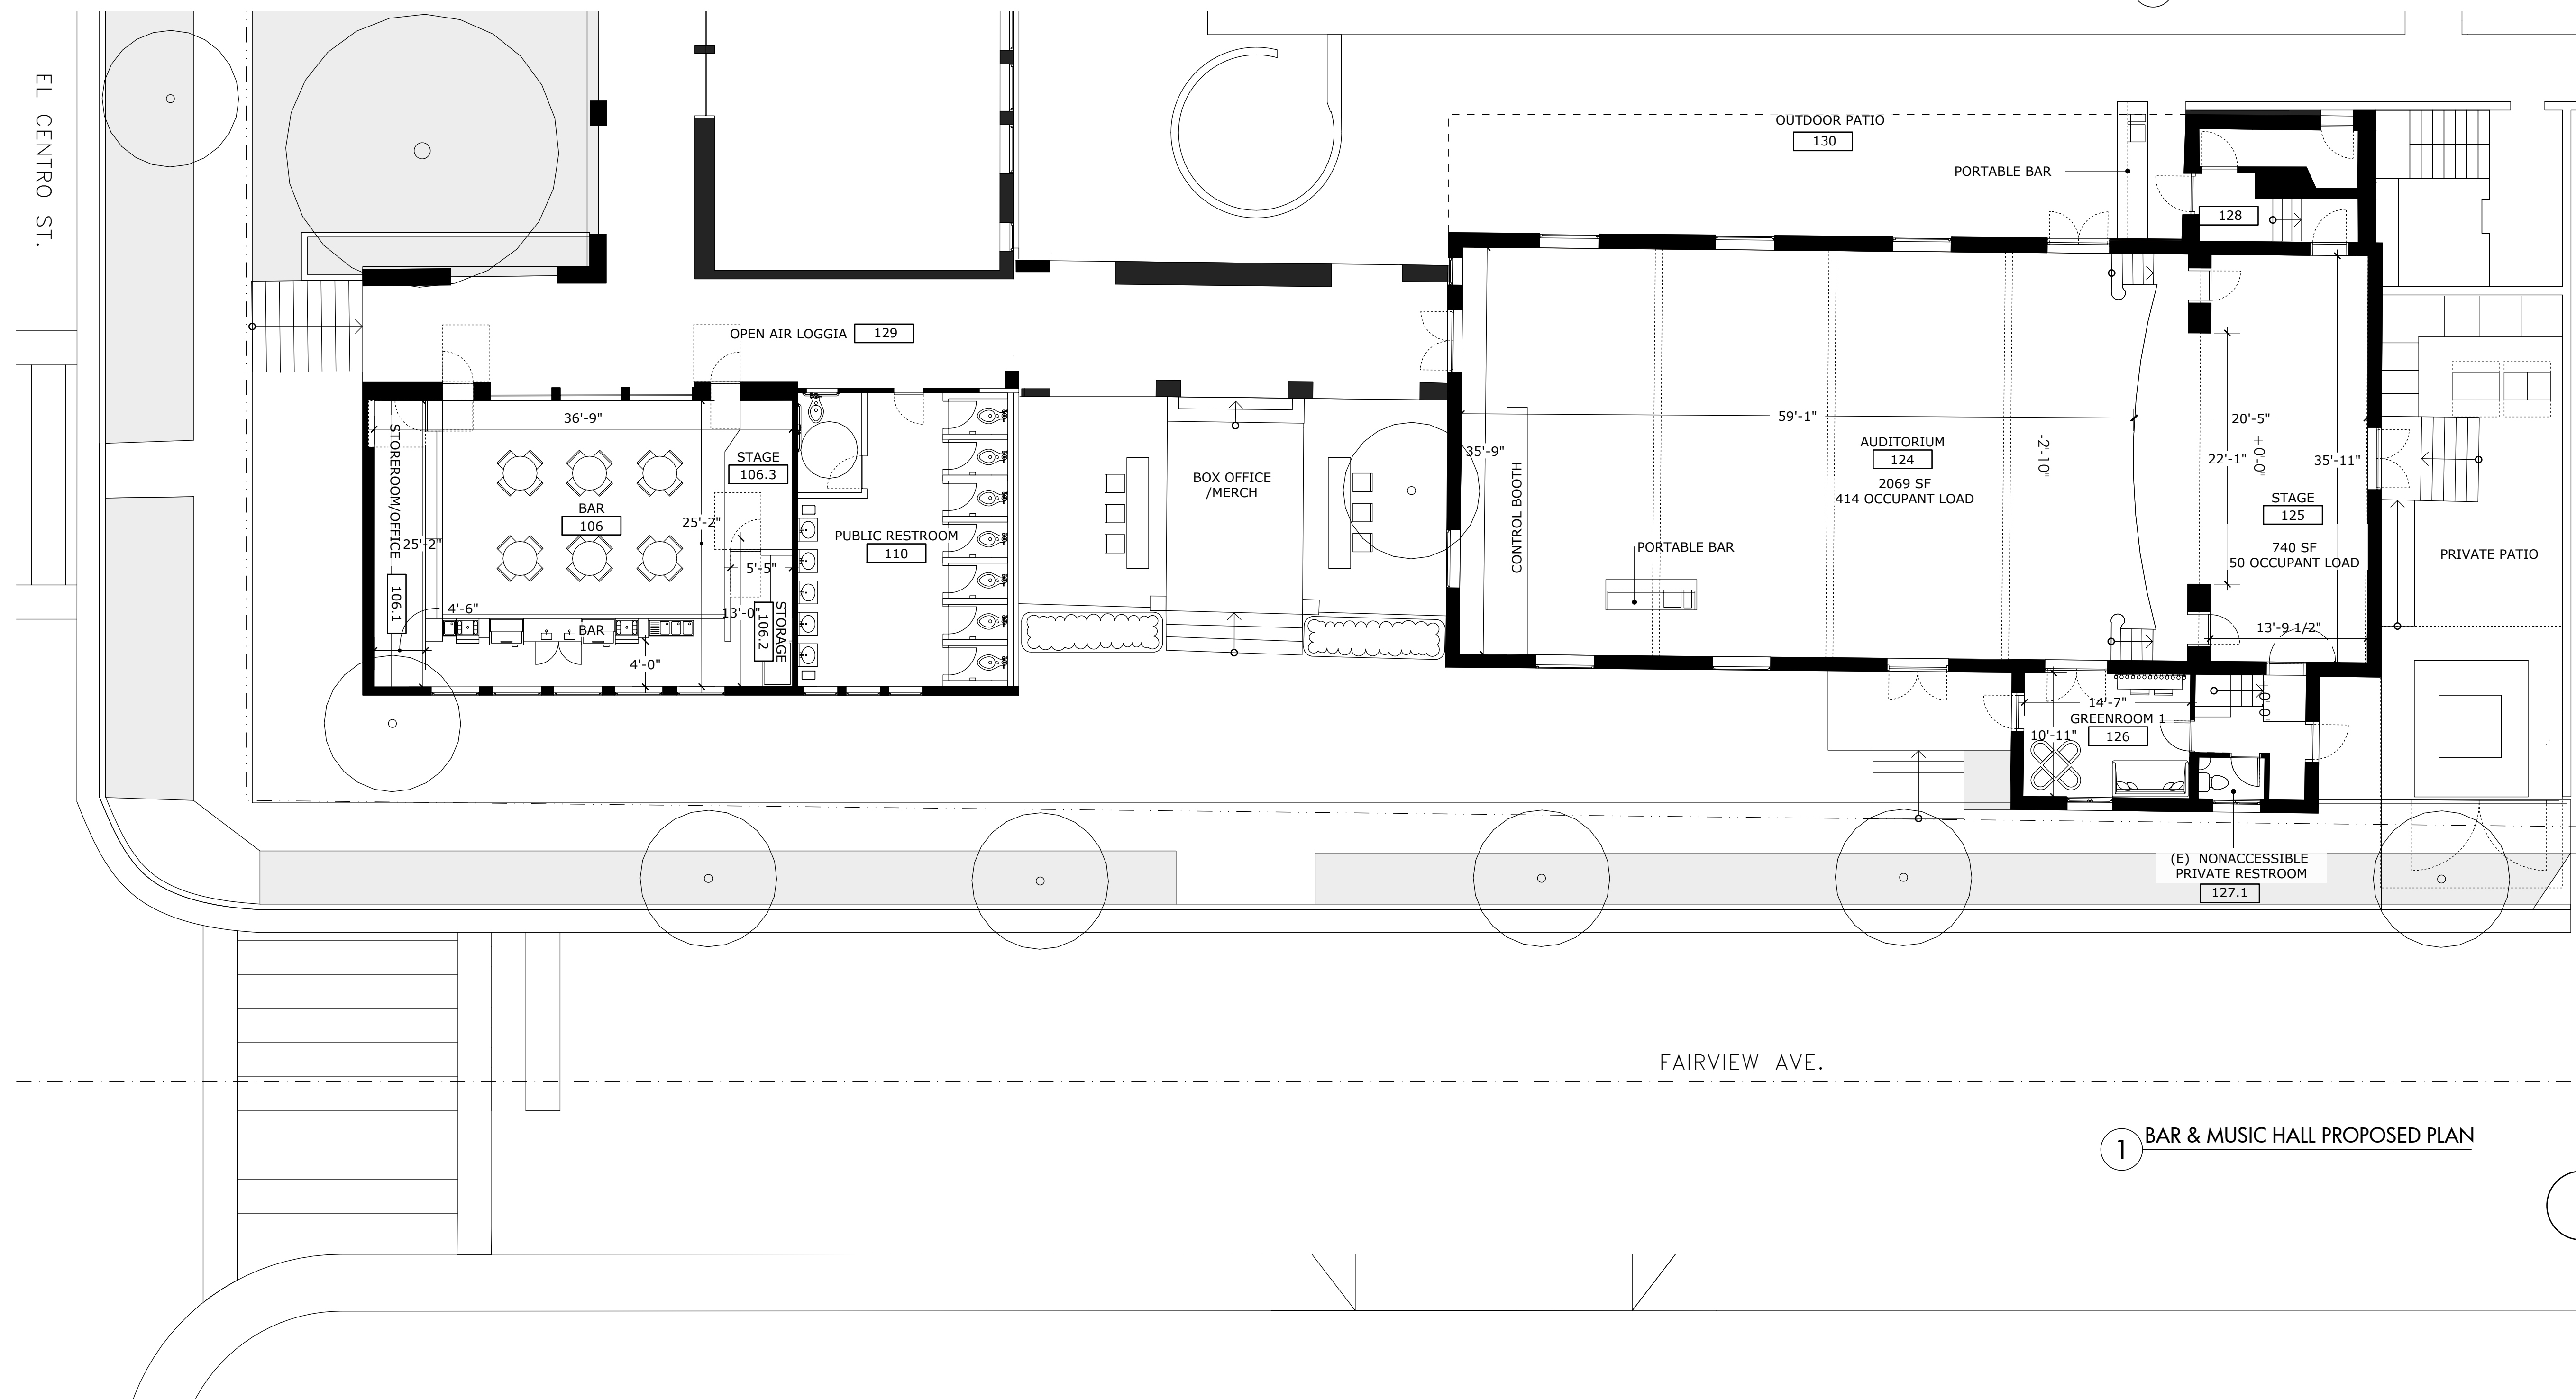 EL CENTRO ST.
OUTDOOR PATIO
130
PORTABLE BAR
128
OPEN AIR LOGGIA
129
36'-9"
STOREROOM/OFFICE
106.1
25'-2"
BAR
106
STAGE
106.3
25'-2"
5'-5"
13'-0"
STORAGE
106.2
4'-6"
BAR
4'-0"
PUBLIC RESTROOM
110
BOX OFFICE
/MERCH
35'-9"
CONTROL BOOTH
59'-1"
AUDITORIUM
124
2069 SF
414 OCCUPANT LOAD
PORTABLE BAR
-2'-10"
20'-5"
22'-1"
+0'-0"
35'-11"
STAGE
125
740 SF
50 OCCUPANT LOAD
13'-9 1/2"
PRIVATE PATIO
14'-7"
GREENROOM 1
126
10'-11"
(E) NONACCESSIBLE
PRIVATE RESTROOM
127.1
FAIRVIEW AVE.
1
BAR & MUSIC HALL PROPOSED PLAN